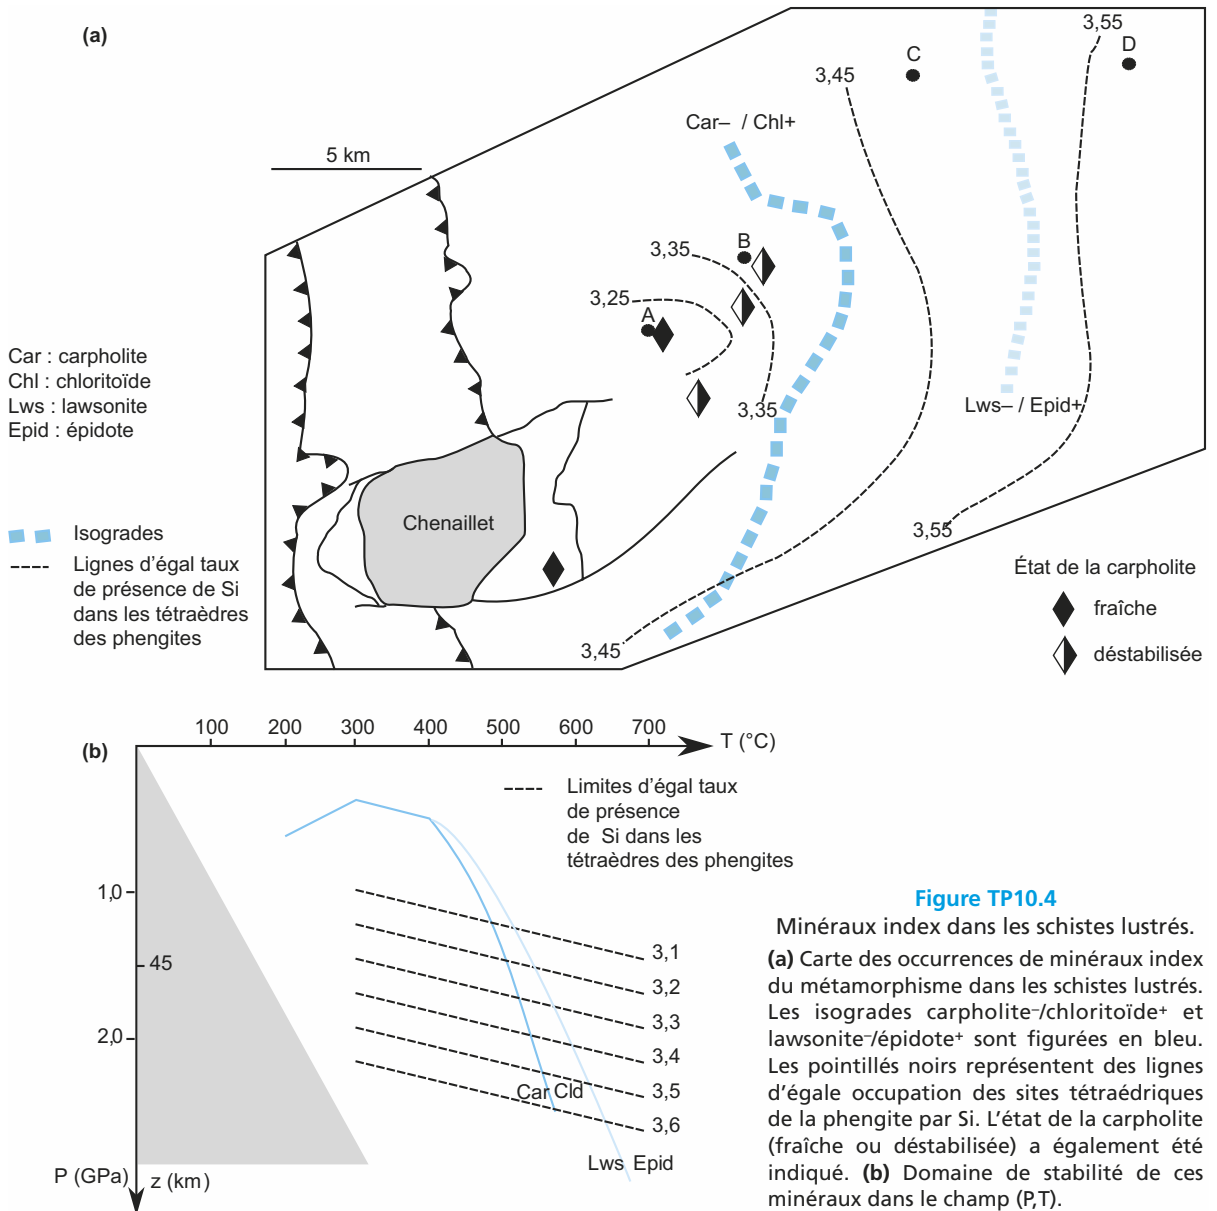 (a)
3,55
D
C
3,45
Car– / Chl+
5 km
B
3,35
3,25
A
Car : carpholite
Chl : chloritoïde
Lws : lawsonite
Epid : épidote
3,35
Lws– / Epid+
Chenaillet
3,55
Isogrades
Lignes d'égal taux
de présence de Si
dans les tétraèdres
des phengites
État de la carpholite
fraîche
déstabilisée
3,45
(b)
100 200 300 400 500 600 700
T (°C)
Limites d'égal taux
de présence
de Si dans les
tétraèdres des phengites
1,0
45
2,0
3,1
3,2
3,3
3,4
3,5
3,6
Car Cld
Lws Epid
P (GPa)
z (km)
Figure TP10.4
Minéraux index dans les schistes lustrés.
(a) Carte des occurrences de minéraux index
du métamorphisme dans les schistes lustrés.
Les isogrades carpholite–/chloritoïde+ et
lawsonite–/épidote+ sont figurées en bleu.
Les pointillés noirs représentent des lignes
d'égale occupation des sites tétraédriques
de la phengite par Si. L'état de la carpholite
(fraîche ou déstabilisée) a également été
indiqué. (b) Domaine de stabilité de ces
minéraux dans le champ (P,T).